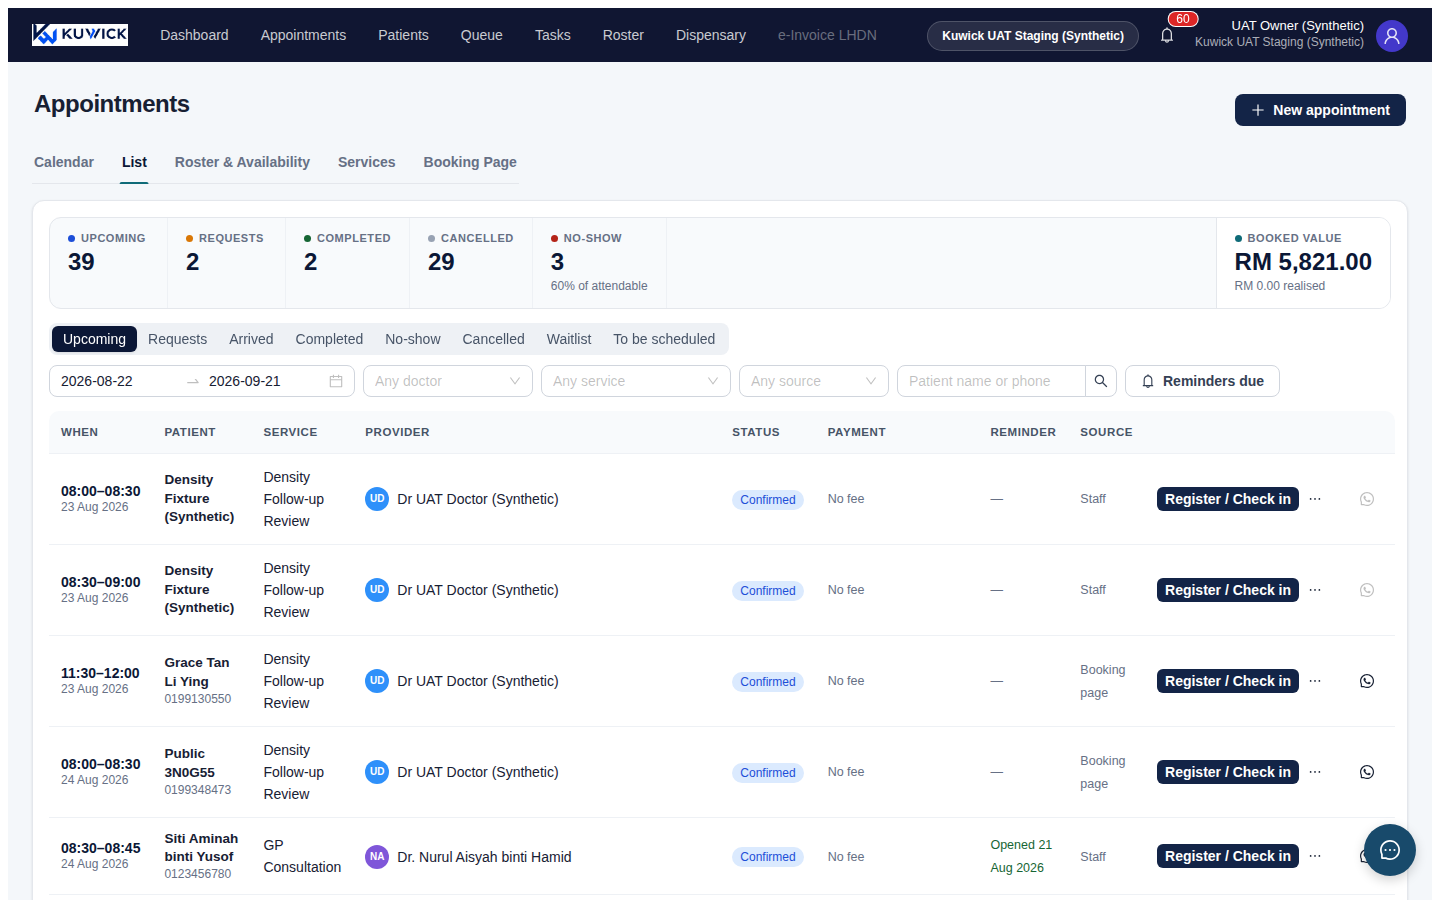 KUWICK
Dashboard Appointments Patients Queue Tasks Roster Dispensary e-Invoice LHDN
Kuwick UAT Staging (Synthetic)
60
UAT Owner (Synthetic)
Kuwick UAT Staging (Synthetic)
Appointments
New appointment
Calendar List Roster & Availability Services Booking Page
UPCOMING REQUESTS COMPLETED CANCELLED NO-SHOW BOOKED VALUE
39 2 2 29 3 RM 5,821.00
60% of attendable RM 0.00 realised
Upcoming Requests Arrived Completed No-show Cancelled Waitlist To be scheduled
2026-08-22 2026-09-21 Any doctor Any service Any source Patient name or phone Reminders due
WHEN PATIENT SERVICE PROVIDER STATUS PAYMENT REMINDER SOURCE
08:00–08:30
23 Aug 2026
Density
Fixture
(Synthetic)
Density
Follow-up
Review
UD Dr UAT Doctor (Synthetic) Confirmed No fee — Staff Register / Check in ···
08:30–09:00
23 Aug 2026
Density
Fixture
(Synthetic)
Density
Follow-up
Review
UD Dr UAT Doctor (Synthetic) Confirmed No fee — Staff Register / Check in ···
11:30–12:00
23 Aug 2026
Grace Tan
Li Ying
0199130550
Density
Follow-up
Review
UD Dr UAT Doctor (Synthetic) Confirmed No fee —
Booking
page
Register / Check in ···
08:00–08:30
24 Aug 2026
Public
3N0G55
0199348473
Density
Follow-up
Review
UD Dr UAT Doctor (Synthetic) Confirmed No fee —
Booking
page
Register / Check in ···
08:30–08:45
24 Aug 2026
Siti Aminah
binti Yusof
0123456780
GP
Consultation
NA Dr. Nurul Aisyah binti Hamid Confirmed No fee
Opened 21
Aug 2026
Staff Register / Check in ···